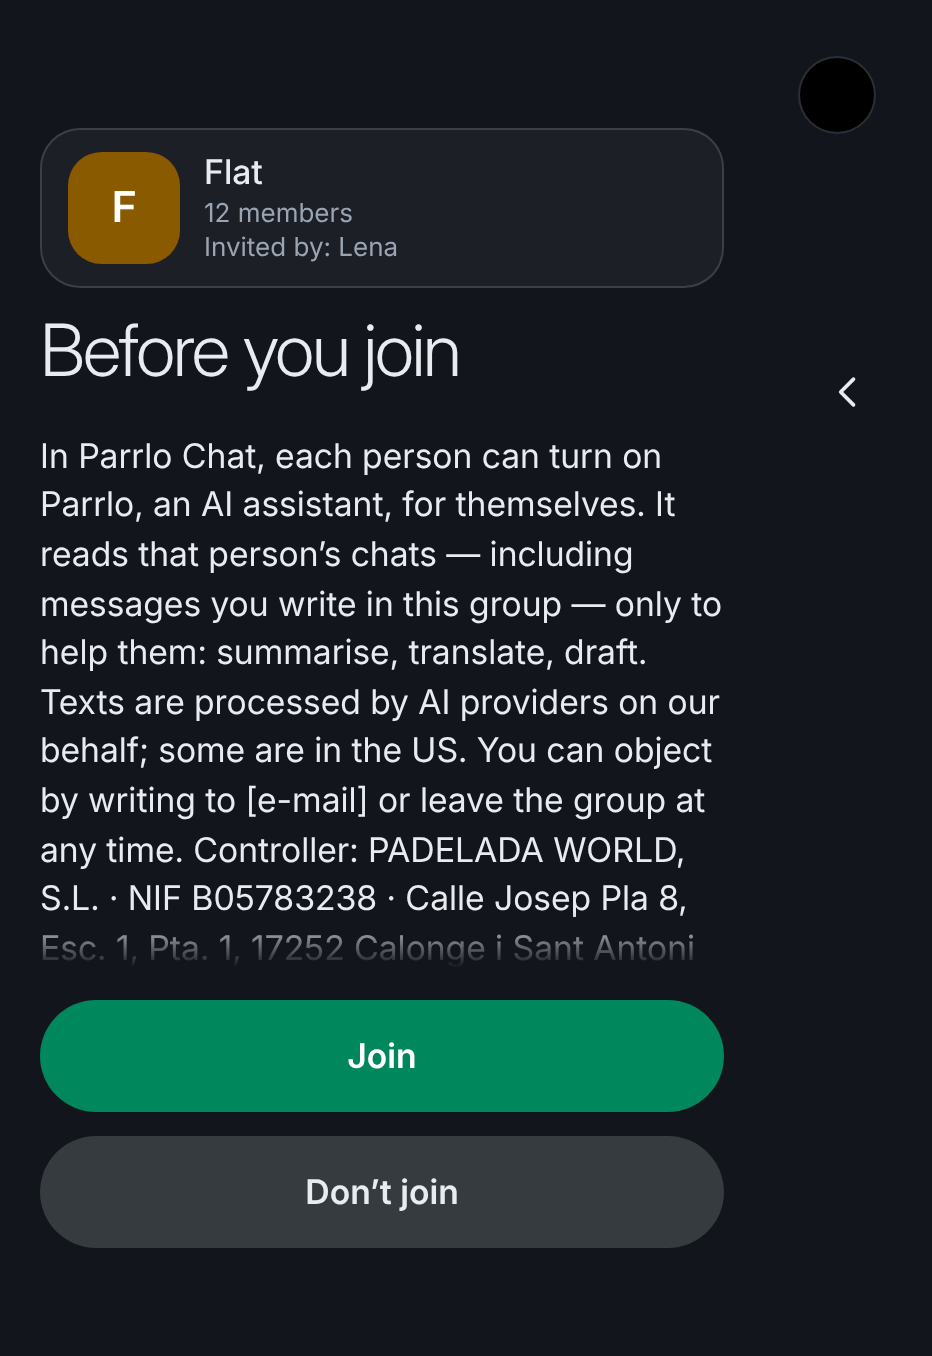 F
Flat
12 members
Invited by: Lena
Before you join
In Parrlo Chat, each person can turn on
Parrlo, an AI assistant, for themselves. It
reads that person’s chats — including
messages you write in this group — only to
help them: summarise, translate, draft.
Texts are processed by AI providers on our
behalf; some are in the US. You can object
by writing to [e-mail] or leave the group at
any time. Controller: PADELADA WORLD,
S.L. · NIF B05783238 · Calle Josep Pla 8,
Esc. 1, Pta. 1, 17252 Calonge i Sant Antoni
Join
Don’t join